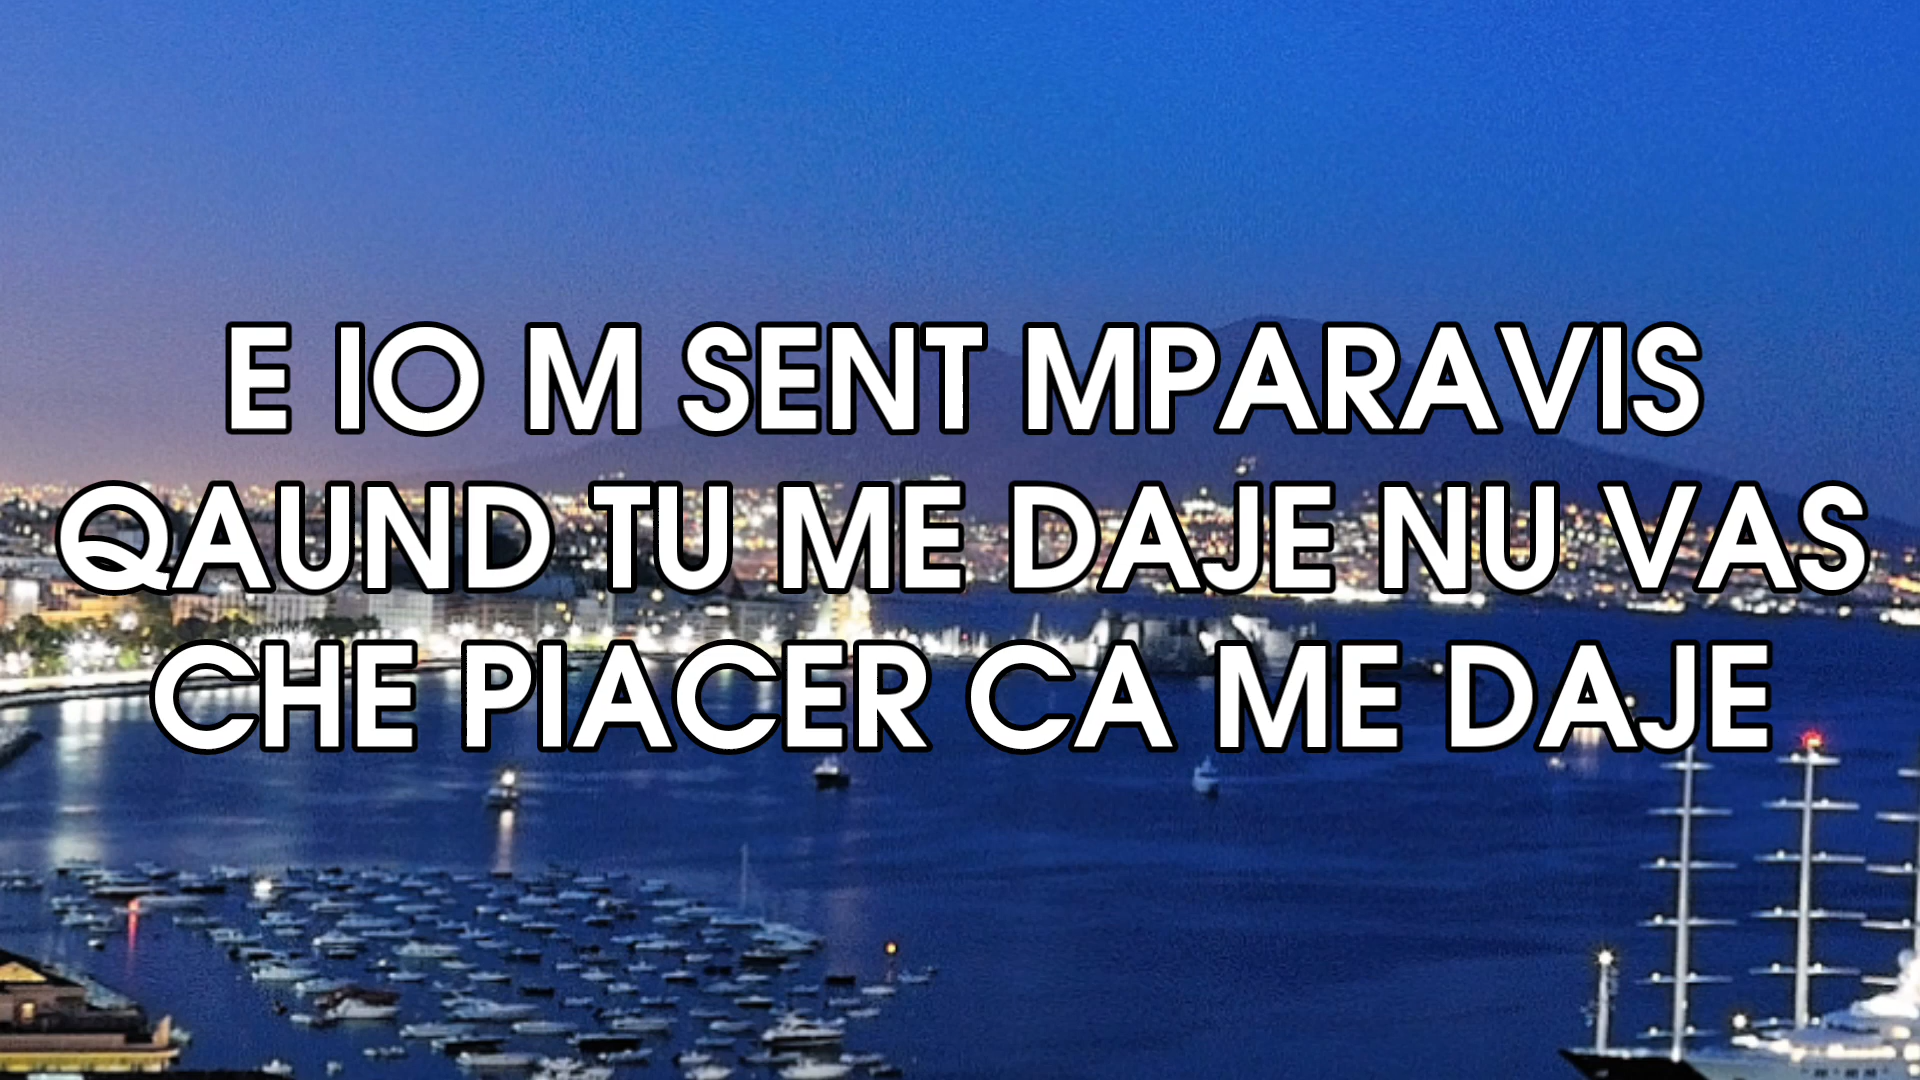 E IO M SENT MPARAVIS
QAUND TU ME DAJE NU VAS
CHE PIACER CA ME DAJE